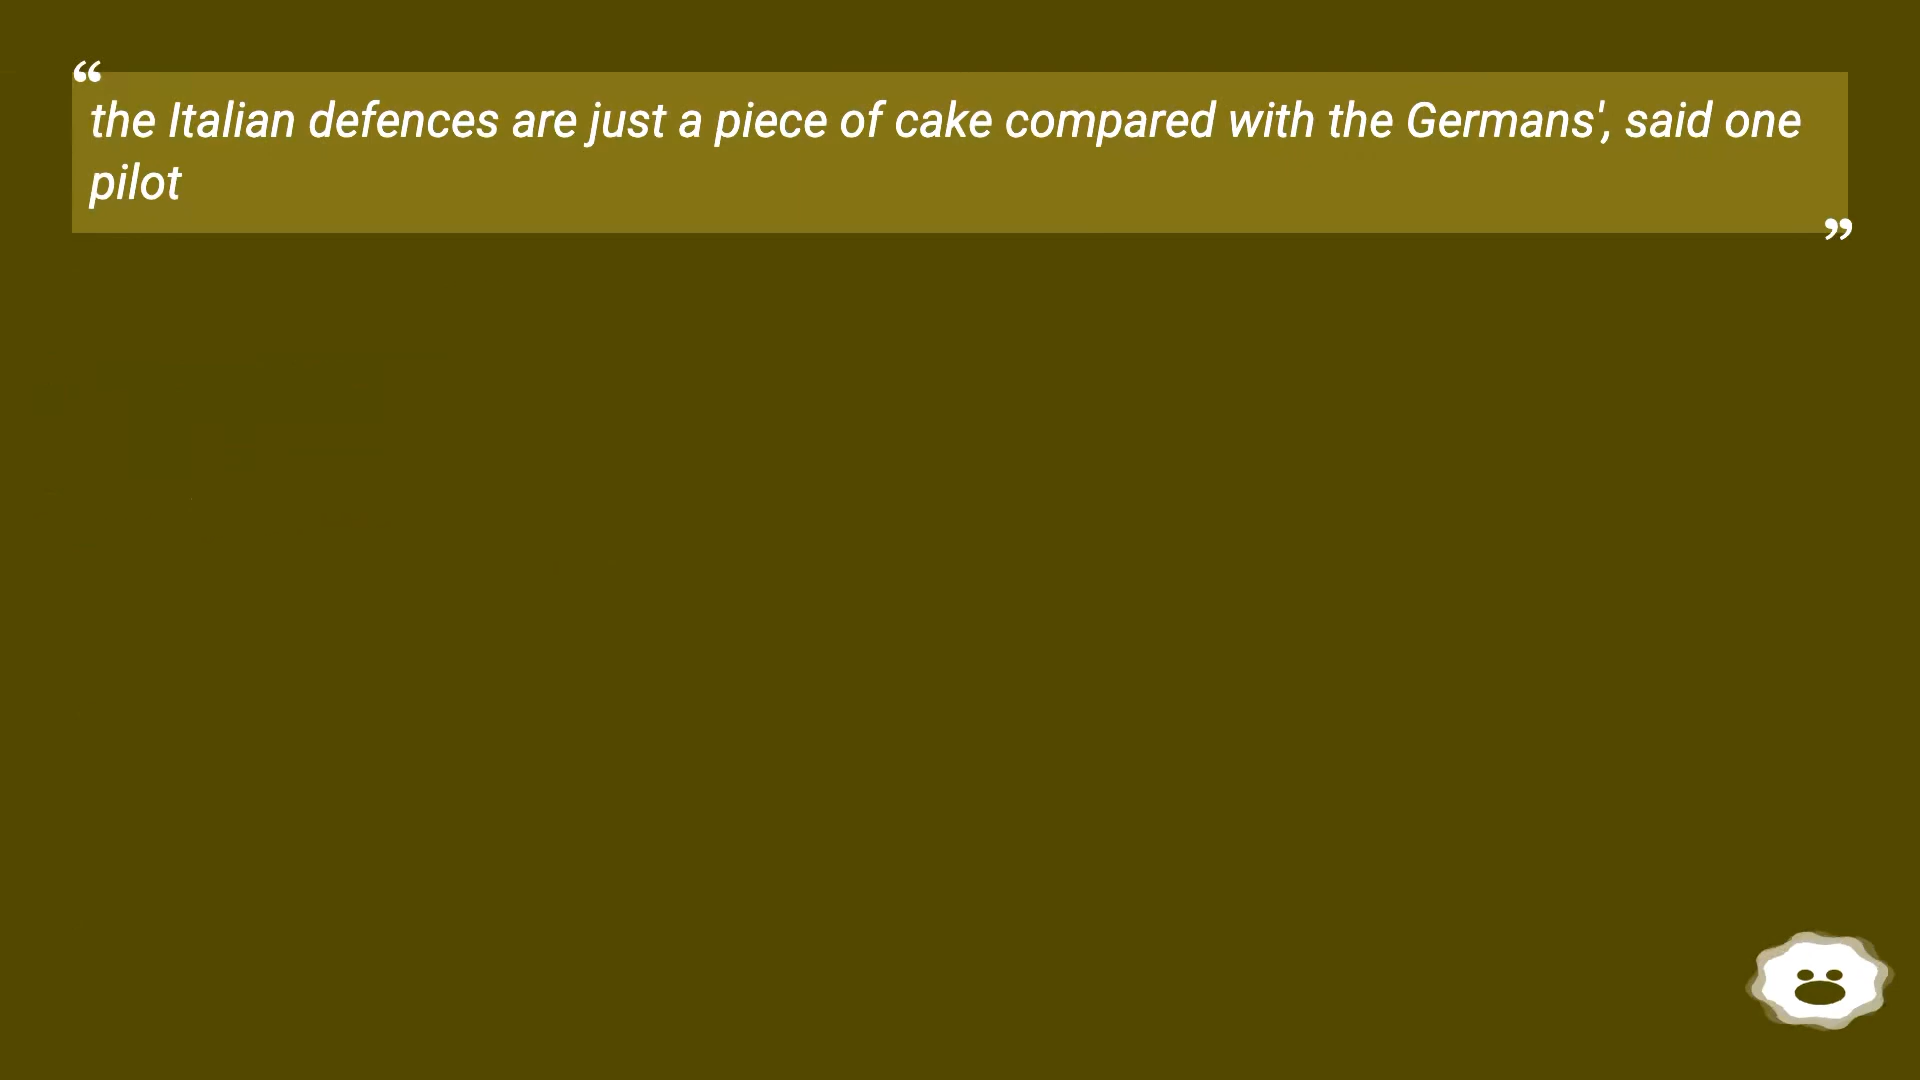 “
the Italian defences are just a piece of cake compared with the Germans', said one
pilot
”